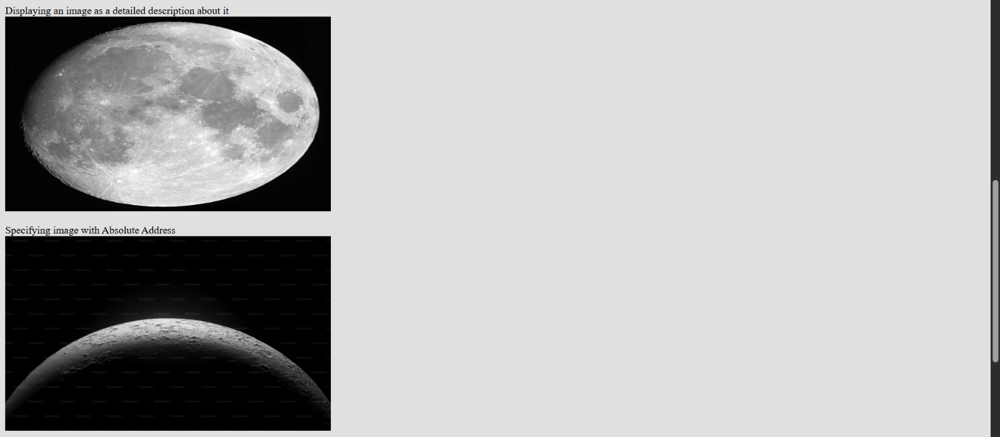 Displaying an image as a detailed description about it
Specifying image with Absolute Address